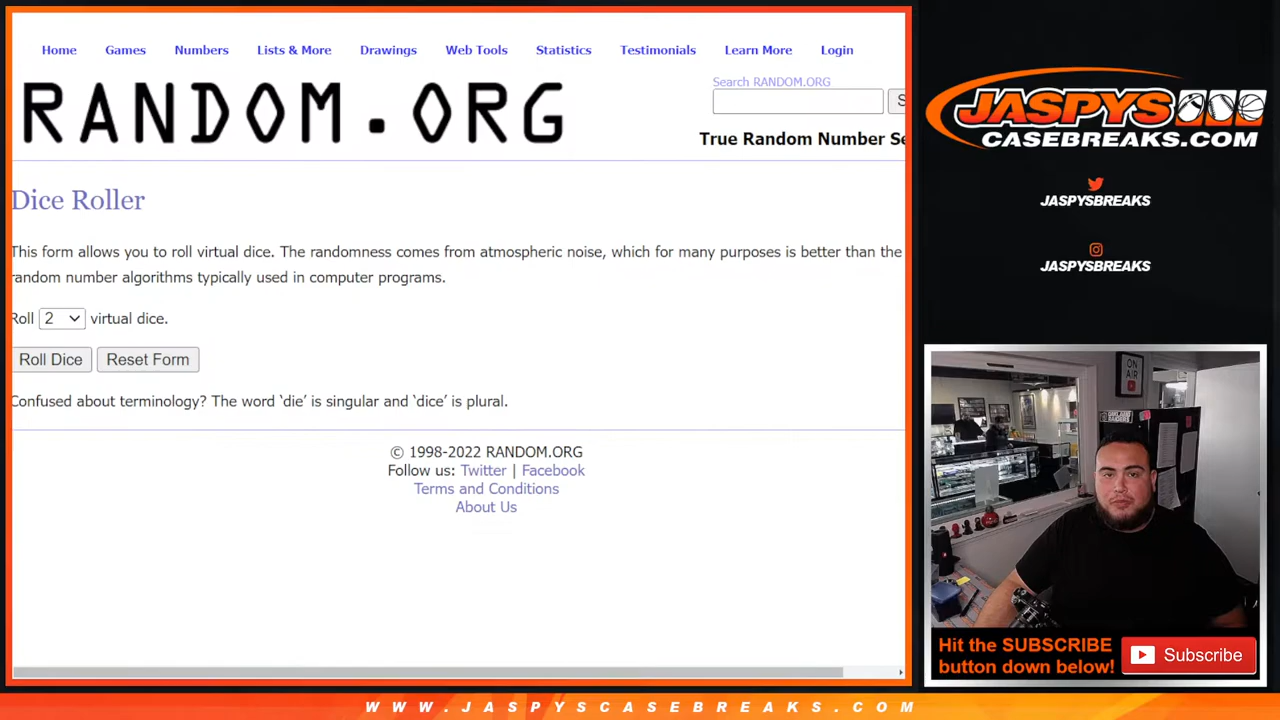 Home Games Numbers Lists & More Drawings Web Tools Statistics Testimonials Learn More Login
RANDOM.ORG
Search RANDOM.ORG
S
True Random Number Se
Dice Roller
This form allows you to roll virtual dice. The randomness comes from atmospheric noise, which for many purposes is better than the
random number algorithms typically used in computer programs.
Roll 2 virtual dice.
Roll Dice Reset Form
Confused about terminology? The word ‘die’ is singular and ‘dice’ is plural.
© 1998-2022 RANDOM.ORG
Follow us: Twitter | Facebook
Terms and Conditions
About Us
JASPYS
CASEBREAKS.COM
JASPYSBREAKS
JASPYSBREAKS
ON
AIR
Hit the SUBSCRIBE
button down below!
Subscribe
WWW.JASPYSCASEBREAKS.COM